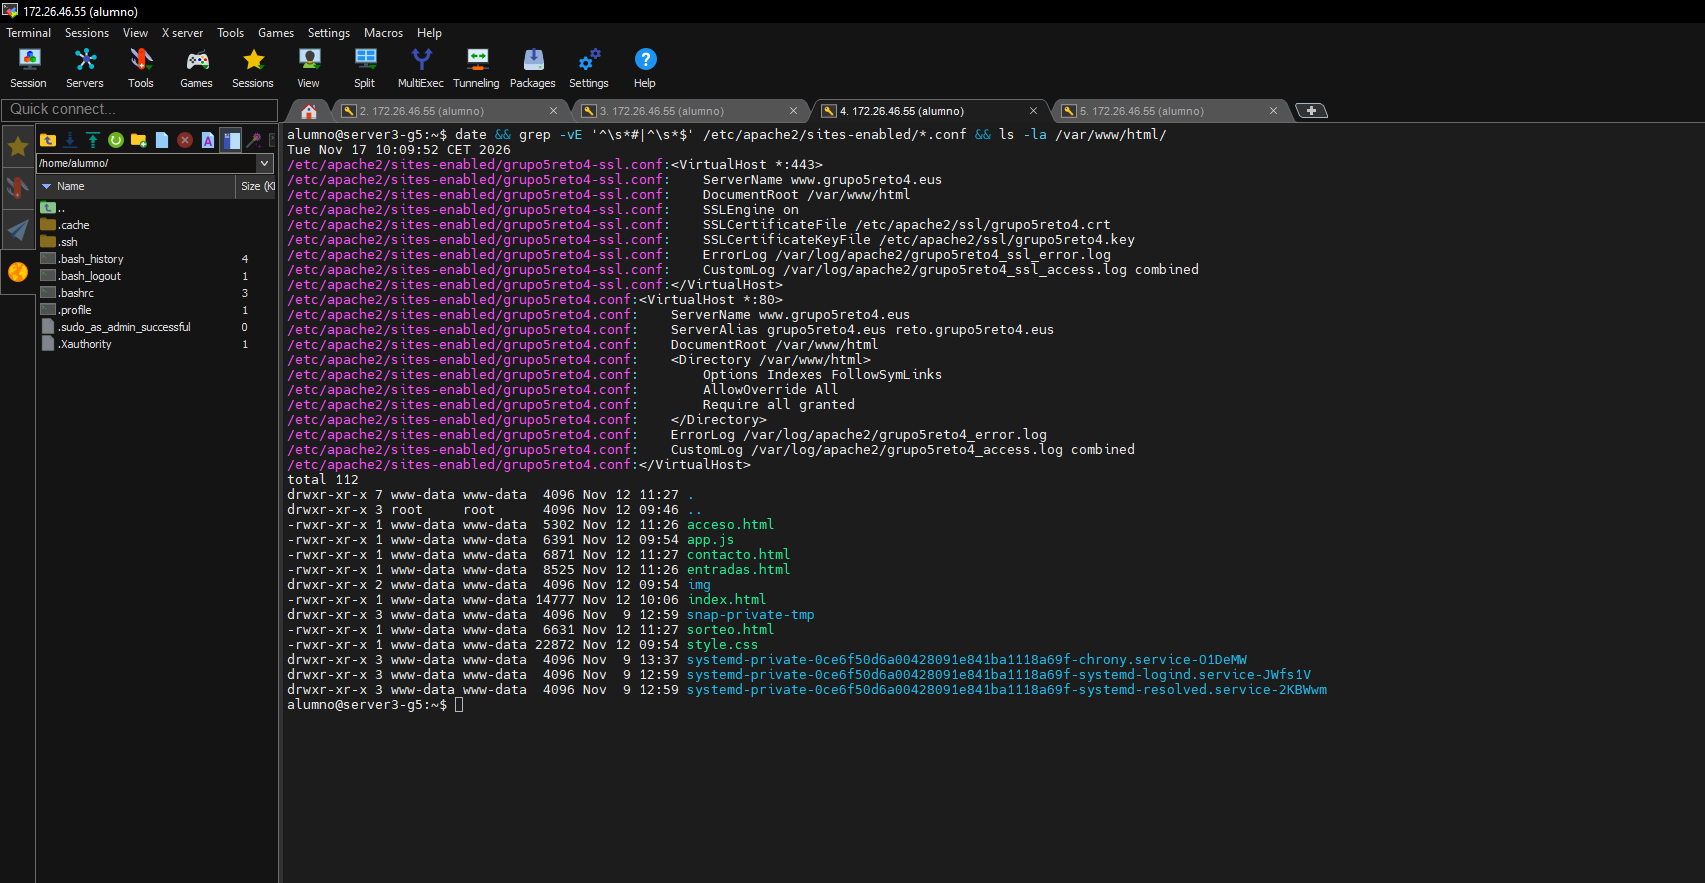 172.26.46.55 (alumno)
Terminal Sessions View X server Tools Games Settings Macros Help
Session Servers Tools Games Sessions View Split MultiExec Tunneling Packages Settings Help
Quick connect...
2. 172.26.46.55 (alumno) 3. 172.26.46.55 (alumno) 4. 172.26.46.55 (alumno) 5. 172.26.46.55 (alumno)
/home/alumno/
Name Size (K
..
.cache
.ssh
.bash_history 4
.bash_logout 1
.bashrc 3
.profile 1
.sudo_as_admin_successful 0
.Xauthority 1
alumno@server3-g5:~$ date && grep -vE '^\s*#|^\s*$' /etc/apache2/sites-enabled/*.conf && ls -la /var/www/html/
Tue Nov 17 10:09:52 CET 2026
/etc/apache2/sites-enabled/grupo5reto4-ssl.conf:<VirtualHost *:443>
/etc/apache2/sites-enabled/grupo5reto4-ssl.conf:    ServerName www.grupo5reto4.eus
/etc/apache2/sites-enabled/grupo5reto4-ssl.conf:    DocumentRoot /var/www/html
/etc/apache2/sites-enabled/grupo5reto4-ssl.conf:    SSLEngine on
/etc/apache2/sites-enabled/grupo5reto4-ssl.conf:    SSLCertificateFile /etc/apache2/ssl/grupo5reto4.crt
/etc/apache2/sites-enabled/grupo5reto4-ssl.conf:    SSLCertificateKeyFile /etc/apache2/ssl/grupo5reto4.key
/etc/apache2/sites-enabled/grupo5reto4-ssl.conf:    ErrorLog /var/log/apache2/grupo5reto4_ssl_error.log
/etc/apache2/sites-enabled/grupo5reto4-ssl.conf:    CustomLog /var/log/apache2/grupo5reto4_ssl_access.log combined
/etc/apache2/sites-enabled/grupo5reto4-ssl.conf:</VirtualHost>
/etc/apache2/sites-enabled/grupo5reto4.conf:<VirtualHost *:80>
/etc/apache2/sites-enabled/grupo5reto4.conf:    ServerName www.grupo5reto4.eus
/etc/apache2/sites-enabled/grupo5reto4.conf:    ServerAlias grupo5reto4.eus reto.grupo5reto4.eus
/etc/apache2/sites-enabled/grupo5reto4.conf:    DocumentRoot /var/www/html
/etc/apache2/sites-enabled/grupo5reto4.conf:    <Directory /var/www/html>
/etc/apache2/sites-enabled/grupo5reto4.conf:        Options Indexes FollowSymLinks
/etc/apache2/sites-enabled/grupo5reto4.conf:        AllowOverride All
/etc/apache2/sites-enabled/grupo5reto4.conf:        Require all granted
/etc/apache2/sites-enabled/grupo5reto4.conf:    </Directory>
/etc/apache2/sites-enabled/grupo5reto4.conf:    ErrorLog /var/log/apache2/grupo5reto4_error.log
/etc/apache2/sites-enabled/grupo5reto4.conf:    CustomLog /var/log/apache2/grupo5reto4_access.log combined
/etc/apache2/sites-enabled/grupo5reto4.conf:</VirtualHost>
total 112
drwxr-xr-x 7 www-data www-data  4096 Nov 12 11:27 .
drwxr-xr-x 3 root     root      4096 Nov 12 09:46 ..
-rwxr-xr-x 1 www-data www-data  5302 Nov 12 11:26 acceso.html
-rwxr-xr-x 1 www-data www-data  6391 Nov 12 09:54 app.js
-rwxr-xr-x 1 www-data www-data  6871 Nov 12 11:27 contacto.html
-rwxr-xr-x 1 www-data www-data  8525 Nov 12 11:26 entradas.html
drwxr-xr-x 2 www-data www-data  4096 Nov 12 09:54 img
-rwxr-xr-x 1 www-data www-data 14777 Nov 12 10:06 index.html
drwxr-xr-x 3 www-data www-data  4096 Nov  9 12:59 snap-private-tmp
-rwxr-xr-x 1 www-data www-data  6631 Nov 12 11:27 sorteo.html
-rwxr-xr-x 1 www-data www-data 22872 Nov 12 09:54 style.css
drwxr-xr-x 3 www-data www-data  4096 Nov  9 13:37 systemd-private-0ce6f50d6a00428091e841ba1118a69f-chrony.service-O1DeMW
drwxr-xr-x 3 www-data www-data  4096 Nov  9 12:59 systemd-private-0ce6f50d6a00428091e841ba1118a69f-systemd-logind.service-JWfs1V
drwxr-xr-x 3 www-data www-data  4096 Nov  9 12:59 systemd-private-0ce6f50d6a00428091e841ba1118a69f-systemd-resolved.service-2KBWwm
alumno@server3-g5:~$